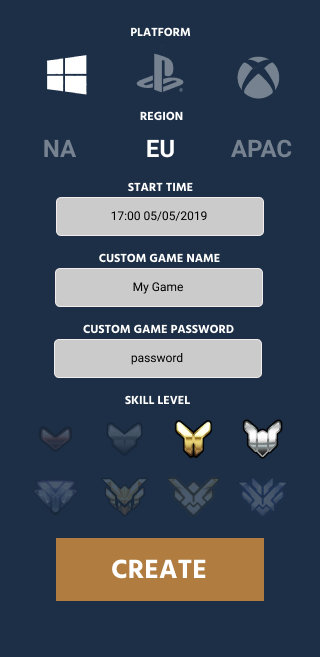 PLATFORM
REGION
NA EU APAC
START TIME
17:00 05/05/2019
CUSTOM GAME NAME
My Game
CUSTOM GAME PASSWORD
password
SKILL LEVEL
CREATE